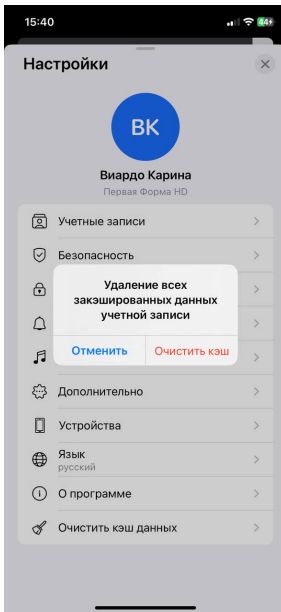 15:40
44
Настройки
ВК
Виардо Карина
Первая Форма HD
Учетные записи
Безопасность
Удаление всех
закэшированных данных
учетной записи
Отменить
Очистить кэш
Дополнительно
Устройства
Язык
русский
О программе
Очистить кэш данных